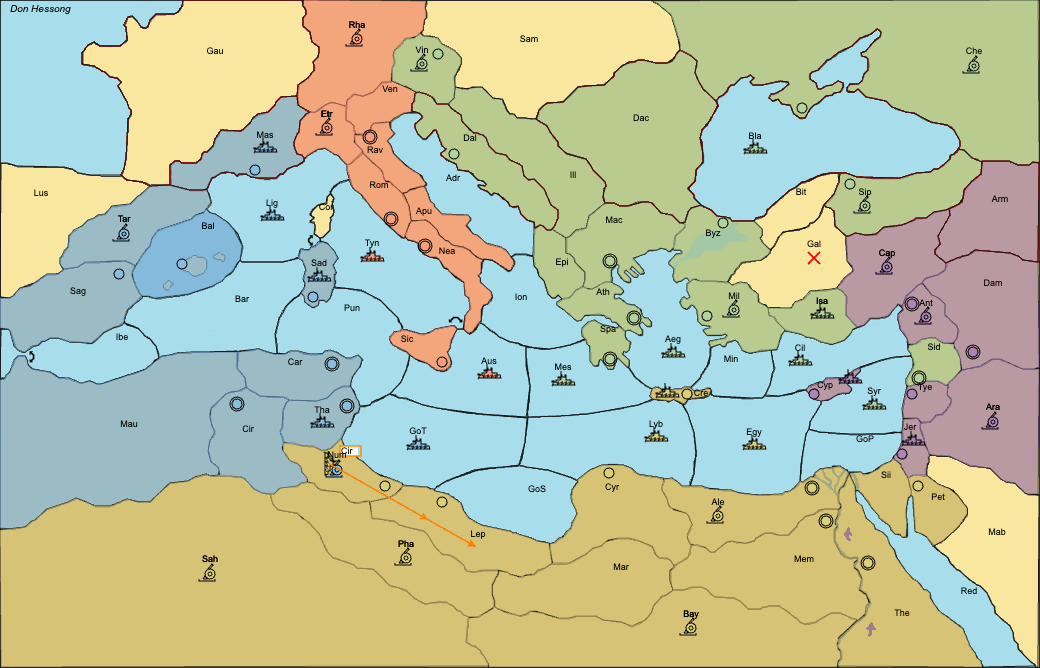 Don Hessong
Rha
Sam
Gau
Vin
Che
Ven
Etr
Dac
Mas
Rav
Dal
Bla
Ill
Adr
Rom
Lus
Bit
Sip
Arm
Cor
Lig
Apu
Tar
Mac
Bal
Byz
Tyn
Nea
Gal
Cap
Sad
Epi
Dam
Sag
Ath
Bar
Ion
Mil
Isa
Ant
Pun
Spa
Ibe
Sic
Aeg
Sid
Cil
Min
Car
Aus
Mes
Cyp
Tye
Syr
Cre
Tha
Ara
Mau
Cir
GoT
Lyb
Egy
Jer
GoP
Cir
Num
Sii
GoS
Cyr
Pet
Ale
Lep
Mab
Pha
Sah
Mar
Mem
Red
Bay
The